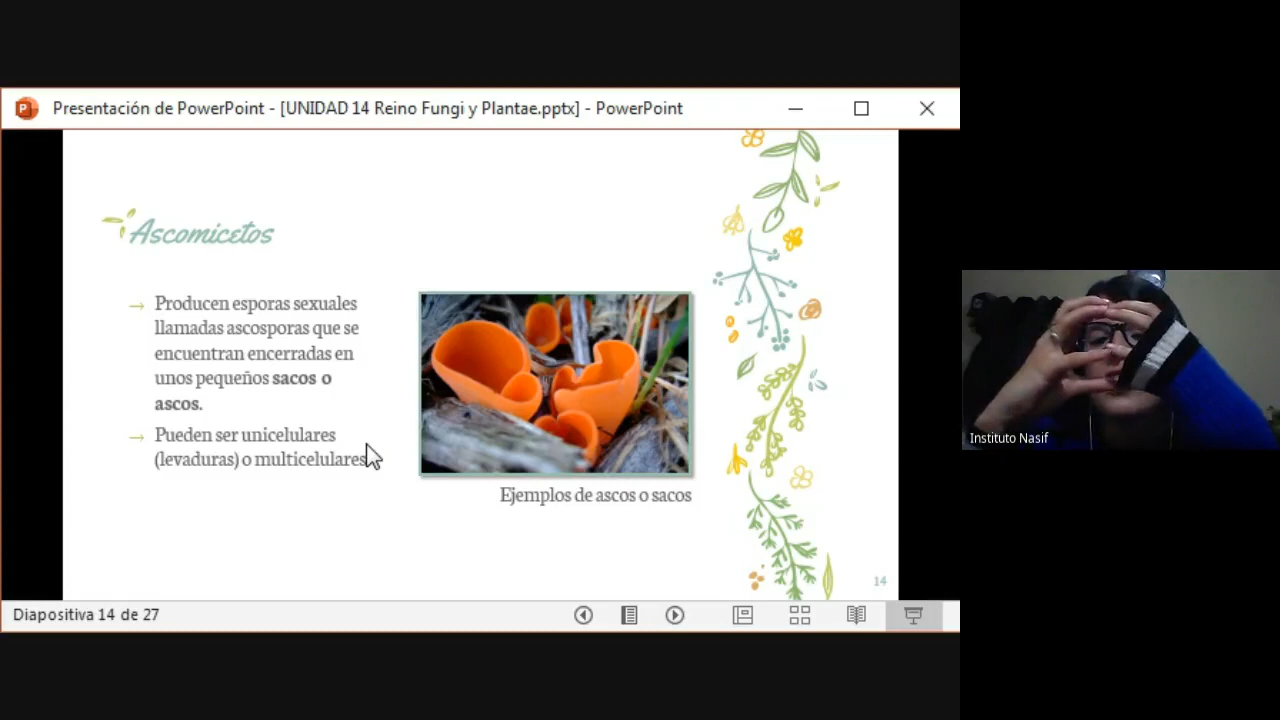 Presentación de PowerPoint - [UNIDAD 14 Reino Fungi y Plantae.pptx] - PowerPoint
Ascomicetos
→ Producen esporas sexuales
llamadas ascosporas que se
encuentran encerradas en
unos pequeños sacos o
ascos.
→ Pueden ser unicelulares
(levaduras) o multicelulares
Ejemplos de ascos o sacos
14
Diapositiva 14 de 27
Instituto Nasif